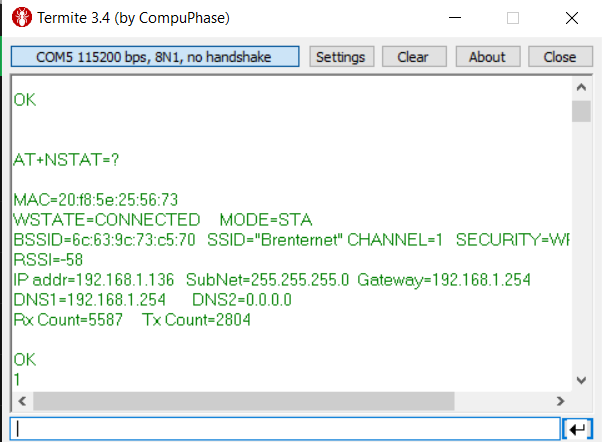 Termite 3.4 (by CompuPhase)
COM5 115200 bps, 8N1, no handshake Settings Clear About Close
OK
AT+NSTAT=?
MAC=20:f8:5e:25:56:73
WSTATE=CONNECTED MODE=STA
BSSID=6c:63:9c:73:c5:70 SSID="Brenternet" CHANNEL=1 SECURITY=
RSSI=-58
IP addr=192.168.1.136 SubNet=255.255.255.0 Gateway=192.168.1.254
DNS1=192.168.1.254 DNS2=0.0.0.0
Rx Count=5587 Tx Count=2804
OK
1